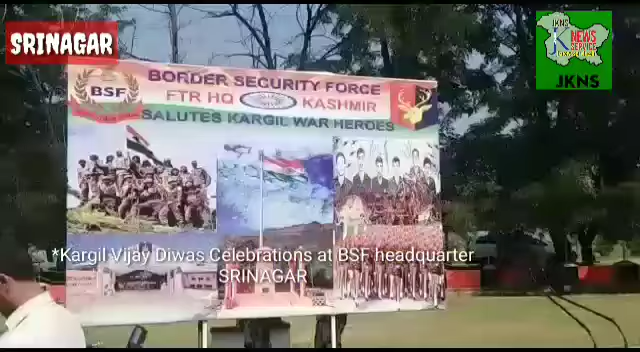 SRINAGAR
JKNS
K NEWS
SERVICE
JKNS
BSF
BORDER SECURITY FORCE
FTR HQ KASHMIR
SALUTES KARGIL WAR HEROES
*Kargil Vijay Diwas Celebrations at BSF headquarter
SRINAGAR